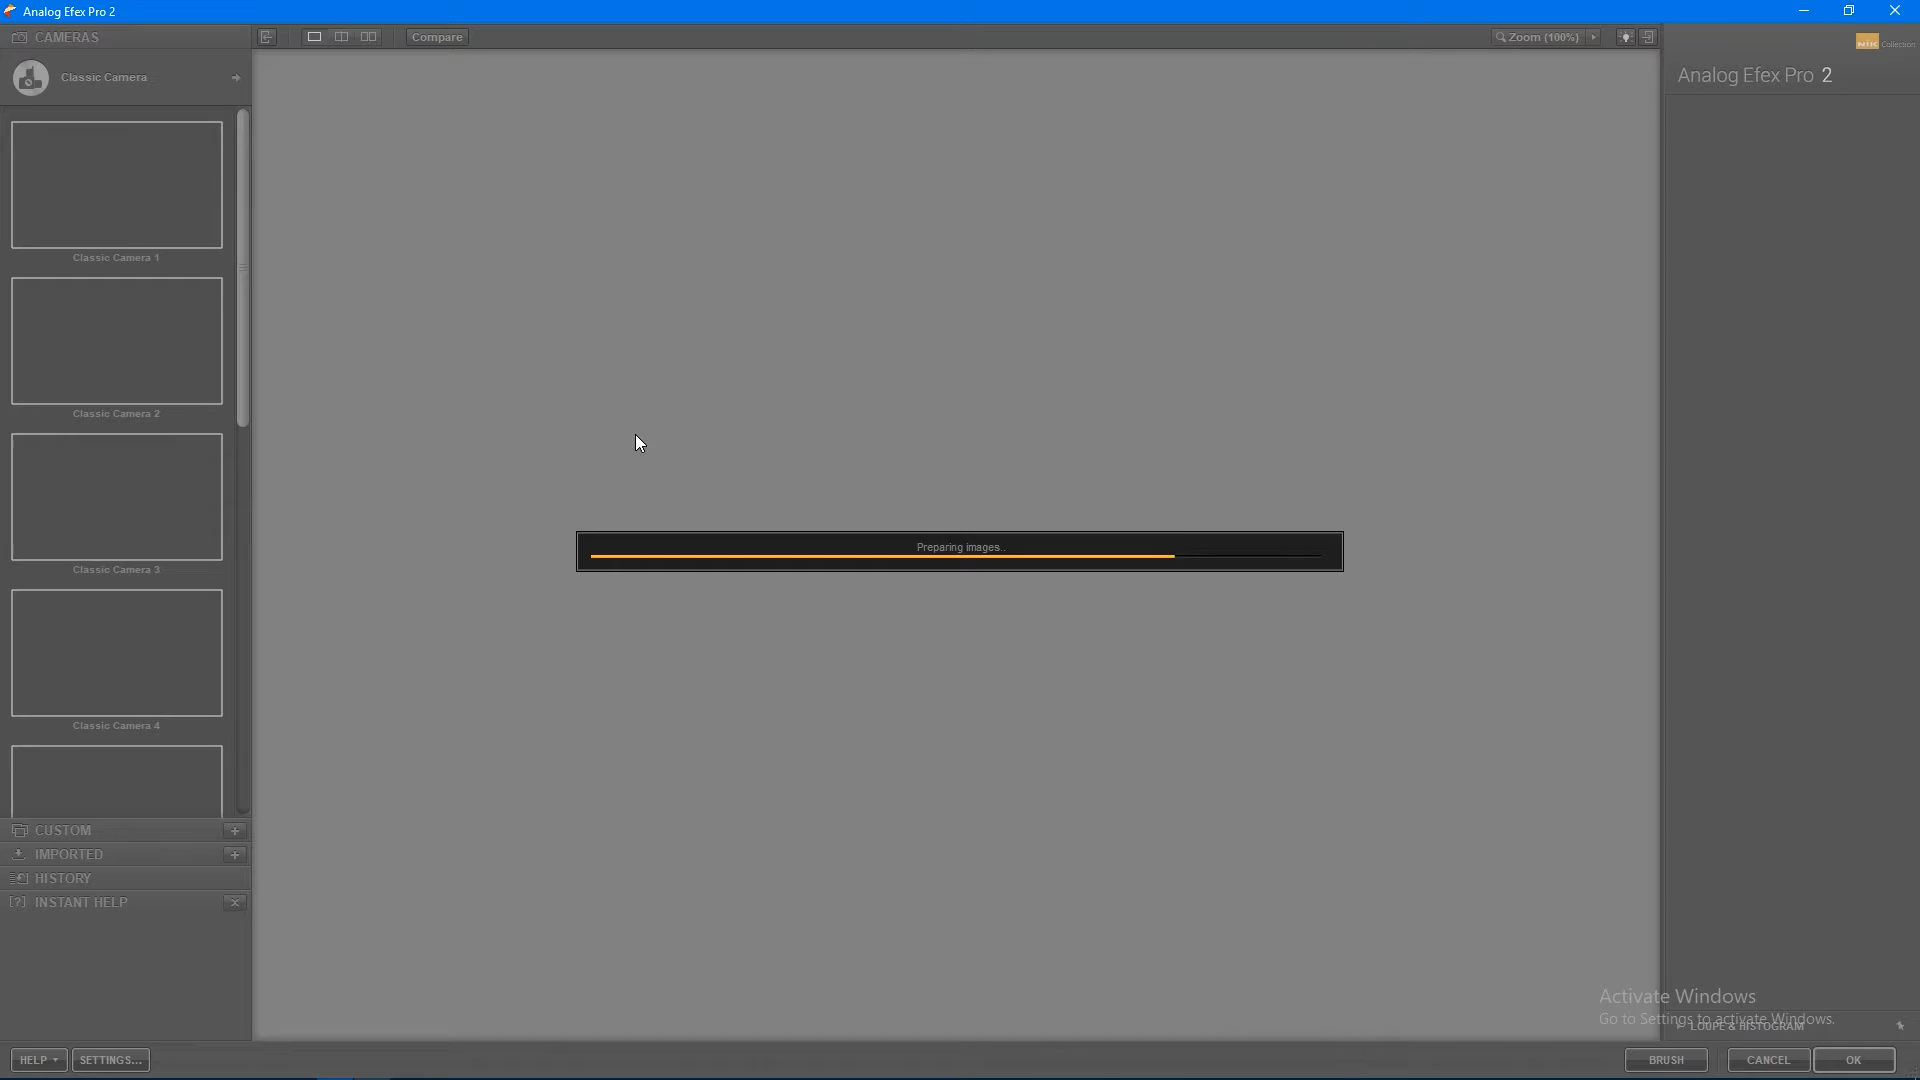 Analog Efex Pro 2
CAMERAS
Compare
Zoom (100%)
Nik Collection
Classic Camera
Analog Efex Pro 2
Classic Camera 1
Classic Camera 2
Classic Camera 3
Classic Camera 4
Preparing images..
CUSTOM
IMPORTED
HISTORY
[?] INSTANT HELP
Activate Windows
Go to Settings to activate Windows.
LOUPE & HISTOGRAM
HELP
SETTINGS...
BRUSH
CANCEL
OK